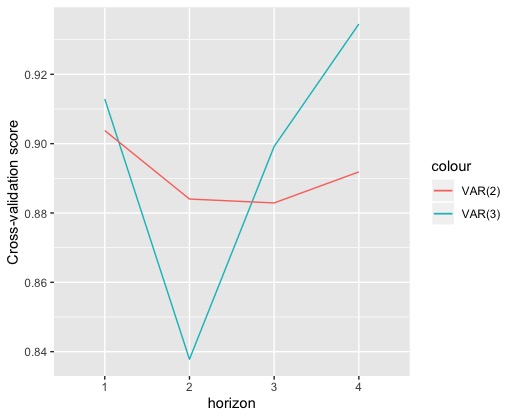 Cross-validation score
0.92
0.90
0.88
0.86
0.84
1 2 3 4
horizon
colour
VAR(2)
VAR(3)